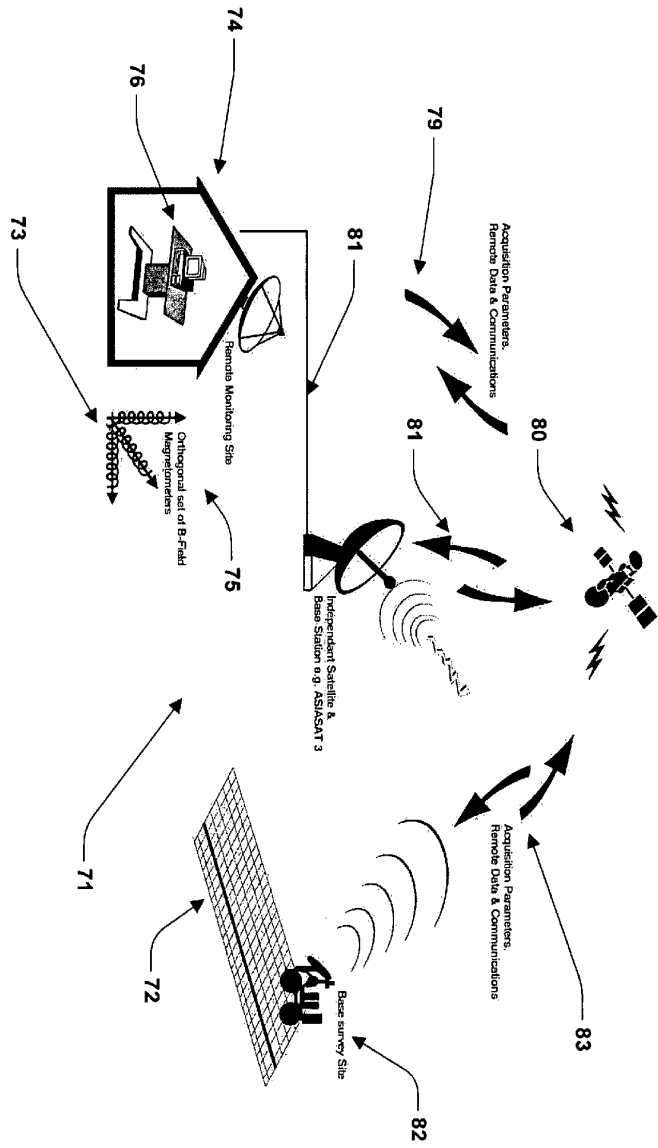 80
83
Acquisition Parameters.
Remote Data & Communications
Acquisition Parameters.
Remote Data & Communications
79
81
82
Base survey Site
81
Indépendant Satellite &
Base Station e.g. ASIASAT 3
74
Remote Monitoring Site
75
Orthogonal set of B-Field
Magnetometers
76
72
71
73